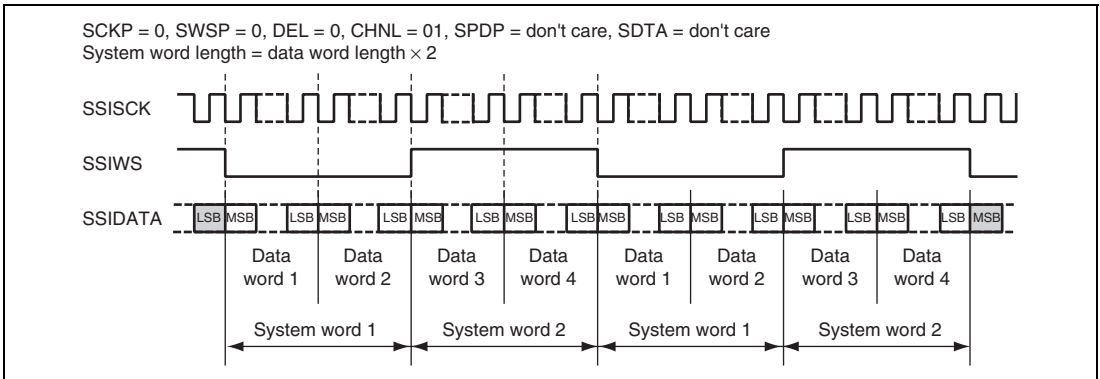 SCKP = 0, SWSP = 0, DEL = 0, CHNL = 01, SPDP = don't care, SDTA = don't care
System word length = data word length × 2
SSISCK
SSIWS
SSIDATA
LSB MSB LSB MSB LSB MSB LSB MSB LSB MSB LSB MSB LSB MSB LSB MSB LSB MSB
Data word 1
Data word 2
Data word 3
Data word 4
Data word 1
Data word 2
Data word 3
Data word 4
System word 1
System word 2
System word 1
System word 2